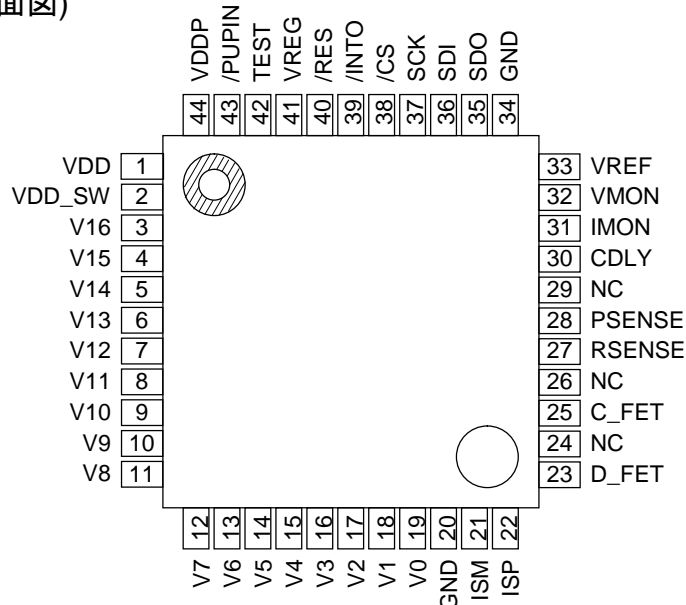 面図)
VDDP /PUPIN TEST VREG /RES /INTO /CS SCK SDI SDO GND
44 43 42 41 40 39 38 37 36 35 34
VDD 1 33 VREF
VDD_SW 2 32 VMON
V16 3 31 IMON
V15 4 30 CDLY
V14 5 29 NC
V13 6 28 PSENSE
V12 7 27 RSENSE
V11 8 26 NC
V10 9 25 C_FET
V9 10 24 NC
V8 11 23 D_FET
12 13 14 15 16 17 18 19 20 21 22
V7 V6 V5 V4 V3 V2 V1 V0 GND ISM ISP